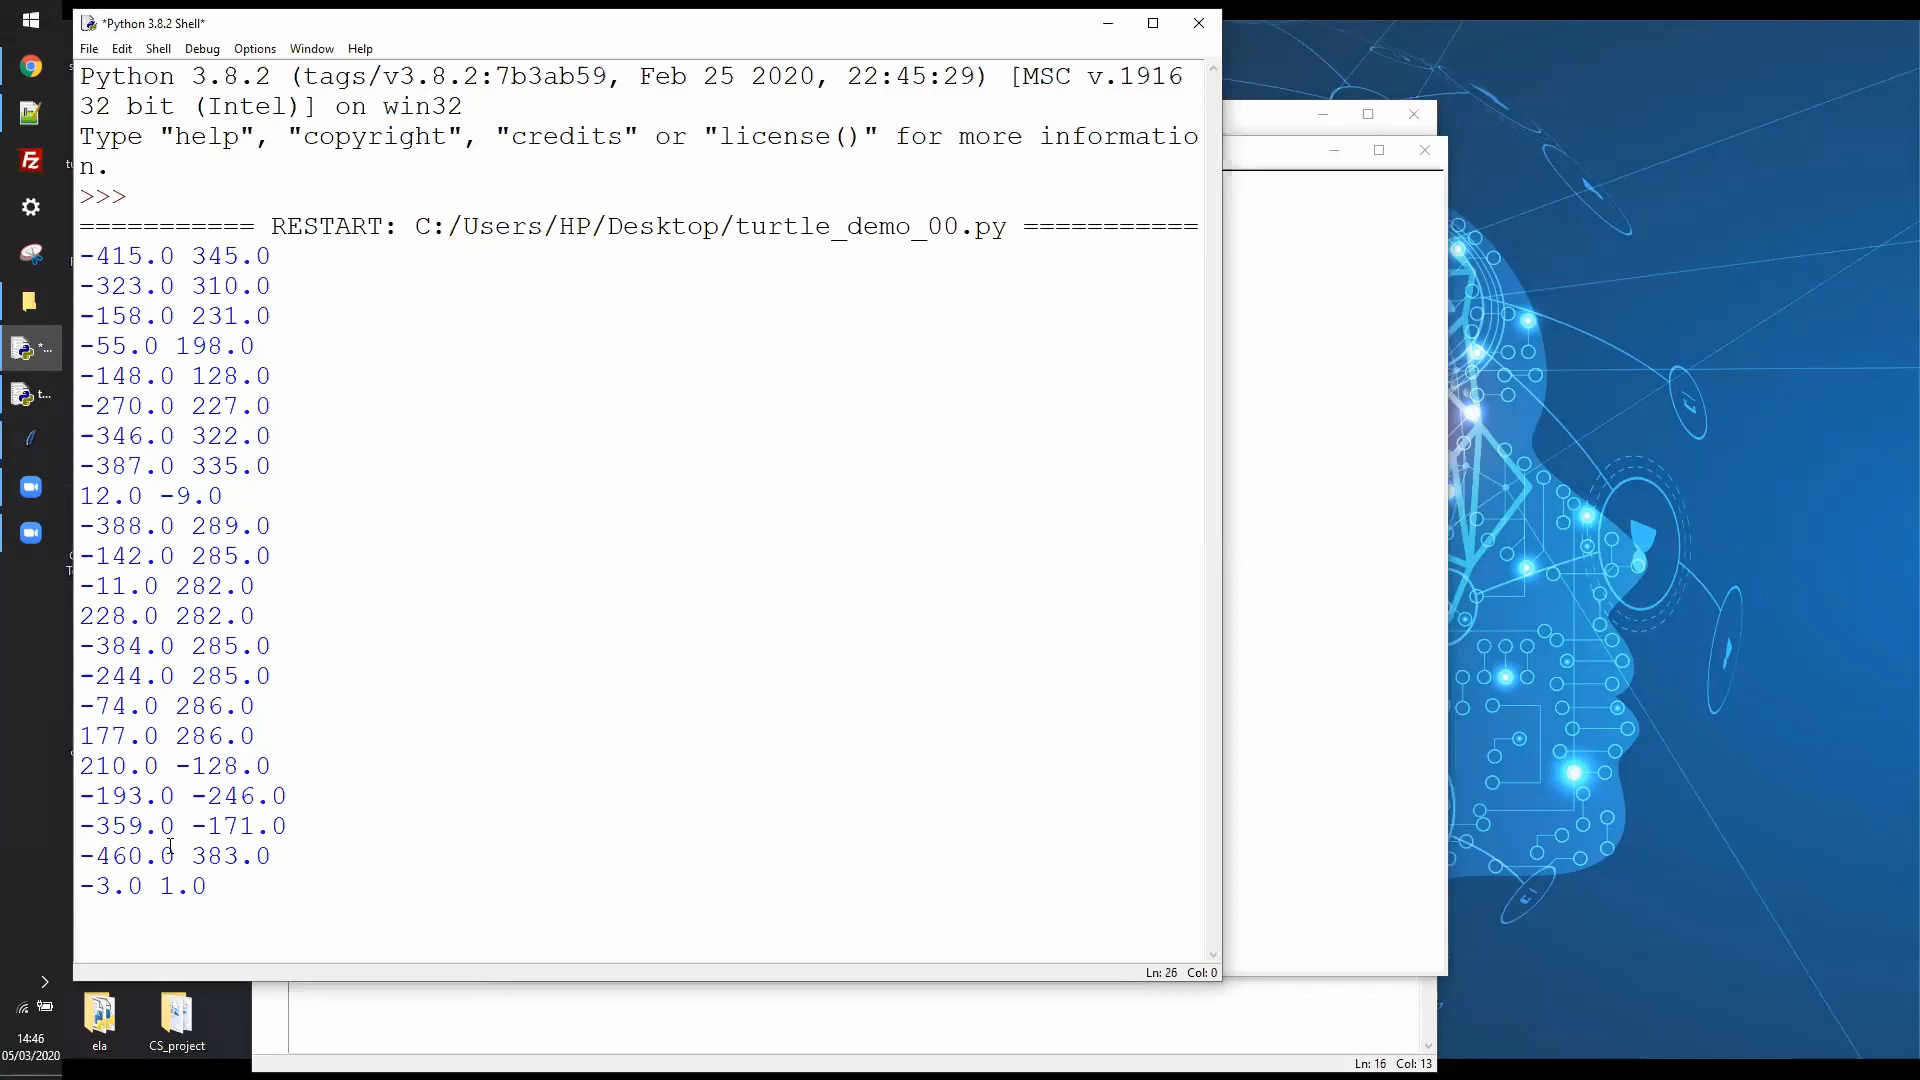 *Python 3.8.2 Shell*
File Edit Shell Debug Options Window Help
Python 3.8.2 (tags/v3.8.2:7b3ab59, Feb 25 2020, 22:45:29) [MSC v.1916
32 bit (Intel)] on win32
Type "help", "copyright", "credits" or "license()" for more informatio
n.
>>>
=========== RESTART: C:/Users/HP/Desktop/turtle_demo_00.py ===========
-415.0 345.0
-323.0 310.0
-158.0 231.0
-55.0 198.0
-148.0 128.0
-270.0 227.0
-346.0 322.0
-387.0 335.0
12.0 -9.0
-388.0 289.0
-142.0 285.0
-11.0 282.0
228.0 282.0
-384.0 285.0
-244.0 285.0
-74.0 286.0
177.0 286.0
210.0 -128.0
-193.0 -246.0
-359.0 -171.0
-460.0 383.0
-3.0 1.0
Ln: 26 Col: 0
*...
t...
ela
CS_project
14:46
05/03/2020
Ln: 16 Col: 13